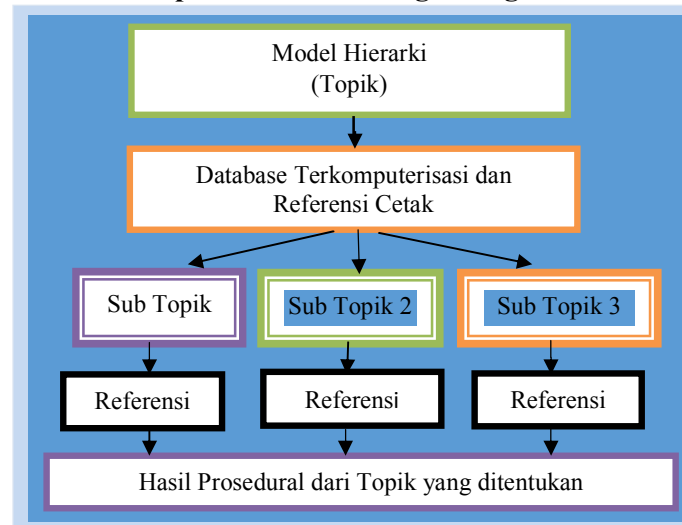 Model Hierarki
(Topik)
Database Terkomputerisasi dan
Referensi Cetak
Sub Topik
Sub Topik 2
Sub Topik 3
Referensi
Referensi
Referensi
Hasil Prosedural dari Topik yang ditentukan